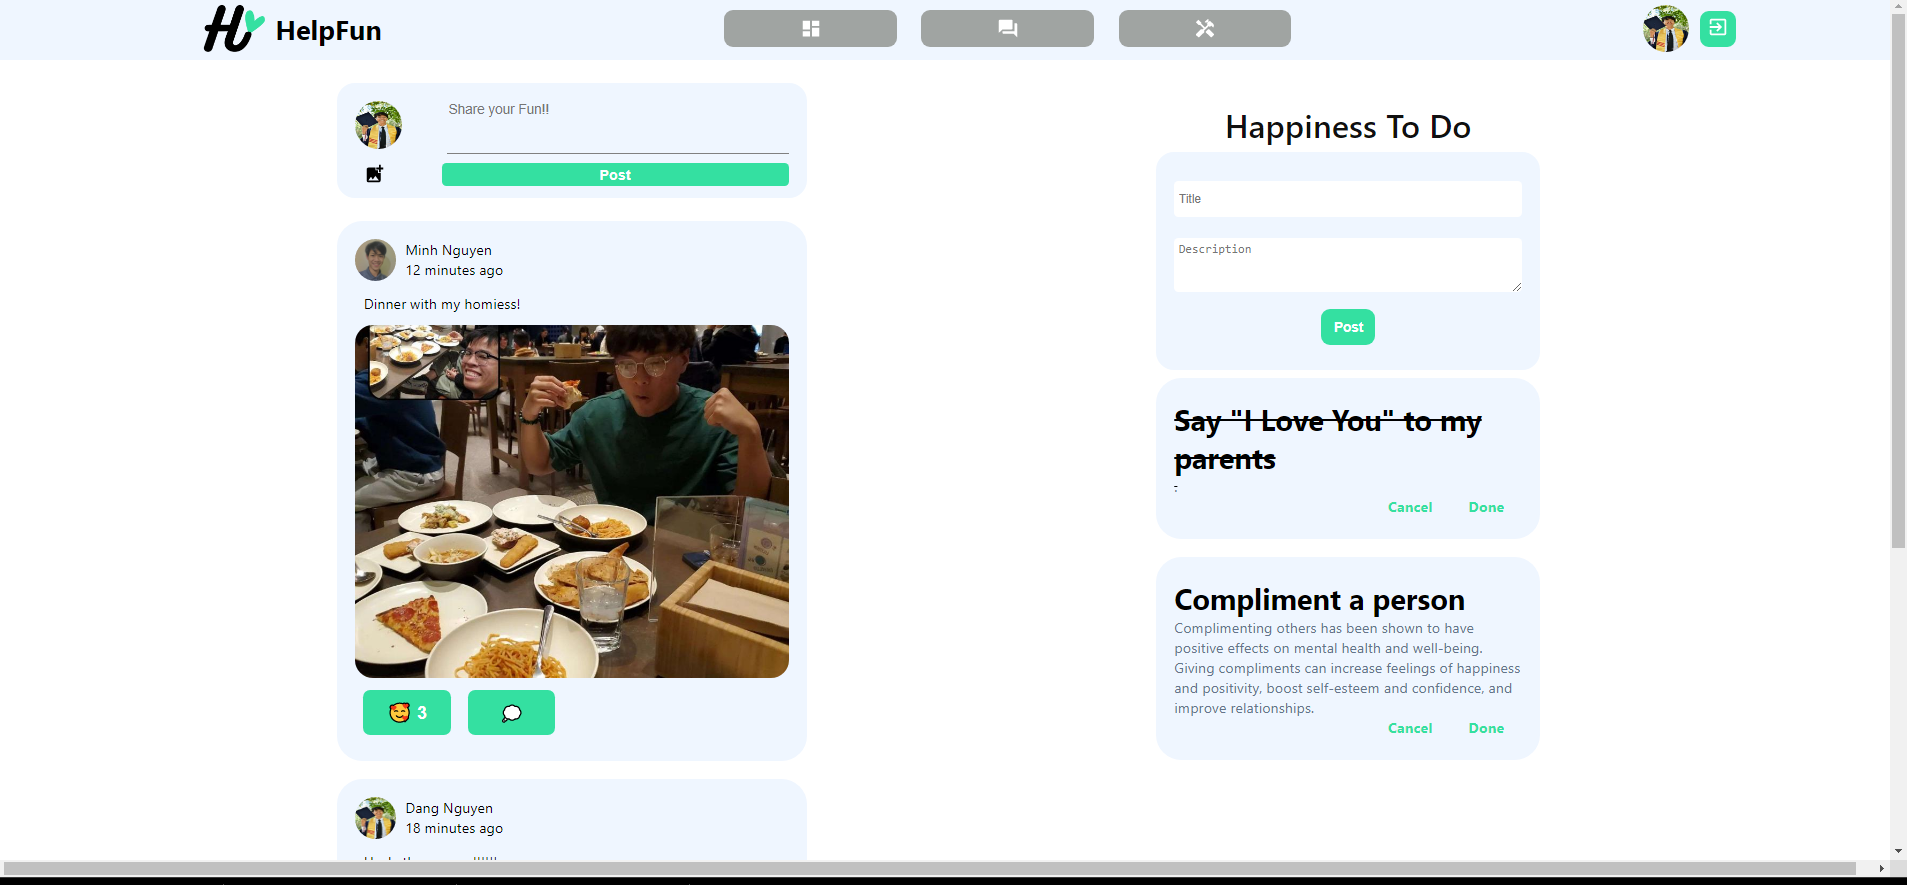 Hi
HelpFun
Share your Fun!!
Post
Minh Nguyen
12 minutes ago
Dinner with my homiess!
3
Dang Nguyen
18 minutes ago
Happiness To Do
Title
Description
Post
Say "I Love You" to my
parents
.
Cancel Done
Compliment a person
Complimenting others has been shown to have
positive effects on mental health and well-being.
Giving compliments can increase feelings of happiness
and positivity, boost self-esteem and confidence, and
improve relationships.
Cancel Done